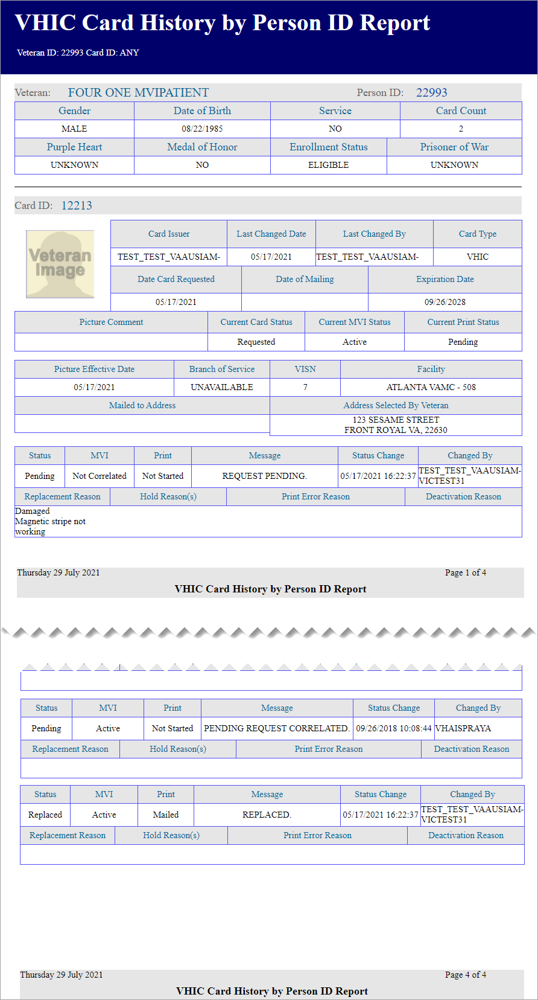 VHIC Card History by Person ID Report
Veteran ID: 22993 Card ID: ANY
Veteran: FOUR ONE MVIPATIENT Person ID: 22993
Gender Date of Birth Service Card Count
MALE 08/22/1985 NO 2
Purple Heart Medal of Honor Enrollment Status Prisoner of War
UNKNOWN NO ELIGIBLE UNKNOWN
Card ID: 12213
Veteran
Image
Card Issuer Last Changed Date Last Changed By Card Type
TEST_TEST_VAAUSIAM- 05/17/2021 TEST_TEST_VAAUSIAM- VHIC
Date Card Requested Date of Mailing Expiration Date
05/17/2021 09/26/2028
Picture Comment Current Card Status Current MVI Status Current Print Status
Requested Active Pending
Picture Effective Date Branch of Service VISN Facility
05/17/2021 UNAVAILABLE 7 ATLANTA VAMC - 508
Mailed to Address Address Selected By Veteran
123 SESAME STREET
FRONT ROYAL VA, 22630
Status MVI Print Message Status Change Changed By
Pending Not Correlated Not Started REQUEST PENDING. 05/17/2021 16:22:37 TEST_TEST_VAAUSIAM-
VICTEST31
Replacement Reason Hold Reason(s) Print Error Reason Deactivation Reason
Damaged
Magnetic stripe not
working
Thursday 29 July 2021 Page 1 of 4
VHIC Card History by Person ID Report
Status MVI Print Message Status Change Changed By
Pending Active Not Started PENDING REQUEST CORRELATED. 09/26/2018 10:08:44 VHAISPRAYA
Replacement Reason Hold Reason(s) Print Error Reason Deactivation Reason
Status MVI Print Message Status Change Changed By
Replaced Active Mailed REPLACED. 05/17/2021 16:22:37 TEST_TEST_VAAUSIAM-
VICTEST31
Replacement Reason Hold Reason(s) Print Error Reason Deactivation Reason
Thursday 29 July 2021 Page 4 of 4
VHIC Card History by Person ID Report